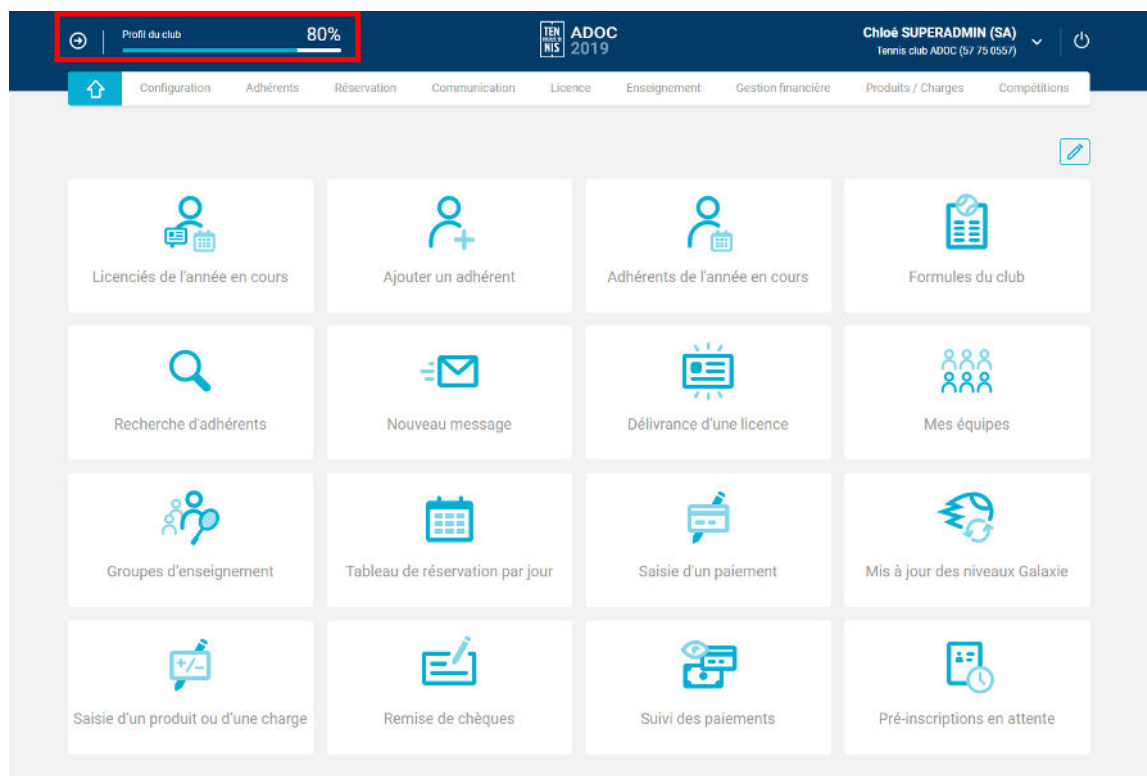 Profil du club 80%
TEN NIS ADOC 2019
Chloé SUPERADMIN (SA)
Tennis club ADOC (57 75 0557)
Configuration Adhérents Réservation Communication Licence Enseignement Gestion financière Produits / Charges Compétitions
Licenciés de l'année en cours
Ajouter un adhérent
Adhérents de l'année en cours
Formules du club
Recherche d'adhérents
Nouveau message
Délivrance d'une licence
Mes équipes
Groupes d'enseignement
Tableau de réservation par jour
Saisie d'un paiement
Mis à jour des niveaux Galaxie
+/-
Saisie d'un produit ou d'une charge
Remise de chèques
Suivi des paiements
Pré-inscriptions en attente